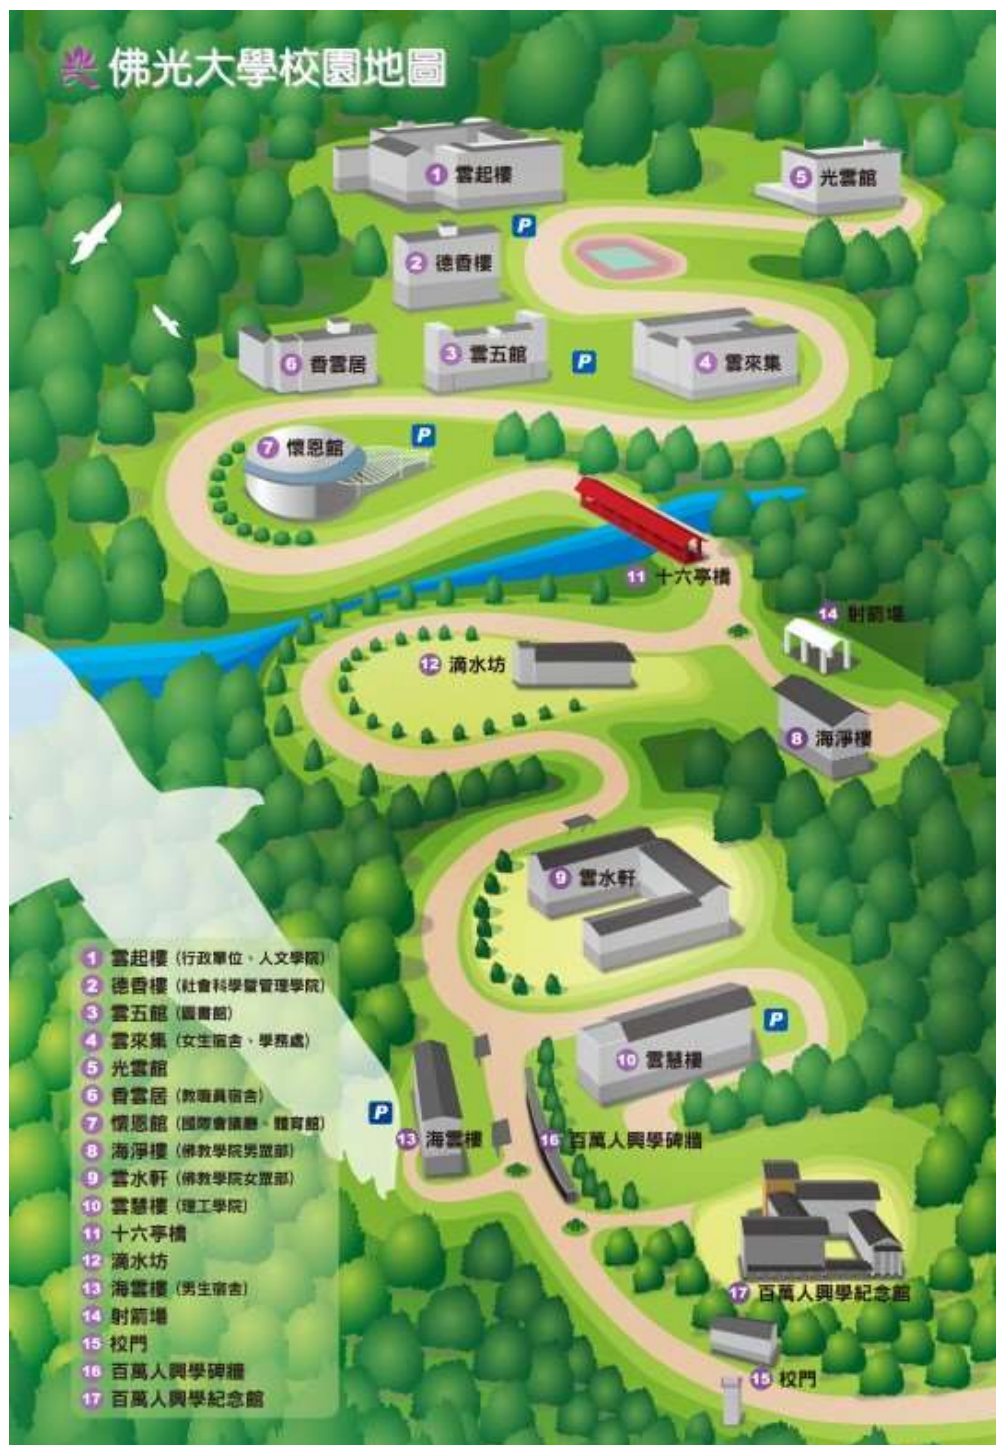 佛光大學校園地圖
1 雲起樓
5 光雲館
P
2 德香樓
6 香雲居
3 雲五館
P
4 雲來集
7 懷恩館
P
11 十六亭橋
14 射箭場
12 滴水坊
8 海淨樓
9 雲水軒
P
10 雲慧樓
P
13 海雲樓
16 百萬人興學碑牆
17 百萬人興學紀念館
15 校門
1 雲起樓（行政單位、人文學院）
2 德香樓（社會科學暨管理學院）
3 雲五館（圖書館）
4 雲來集（女生宿舍、學務處）
5 光雲館
6 香雲居（教職員宿舍）
7 懷恩館（國際會議廳、體育館）
8 海淨樓（佛教學院男眾部）
9 雲水軒（佛教學院女眾部）
10 雲慧樓（理工學院）
11 十六亭橋
12 滴水坊
13 海雲樓（男生宿舍）
14 射箭場
15 校門
16 百萬人興學碑牆
17 百萬人興學紀念館